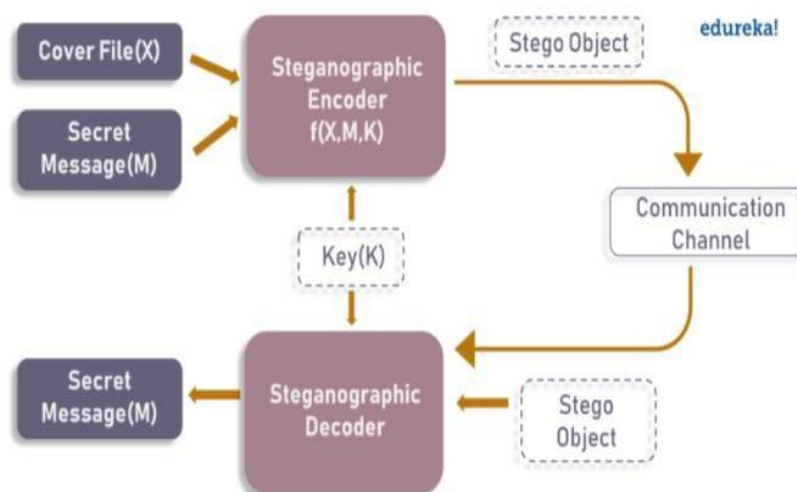 edureka!
Cover File(X)
Secret
Message(M)
Steganographic
Encoder
f(X,M,K)
Stego Object
Communication
Channel
Key(K)
Secret
Message(M)
Steganographic
Decoder
Stego
Object